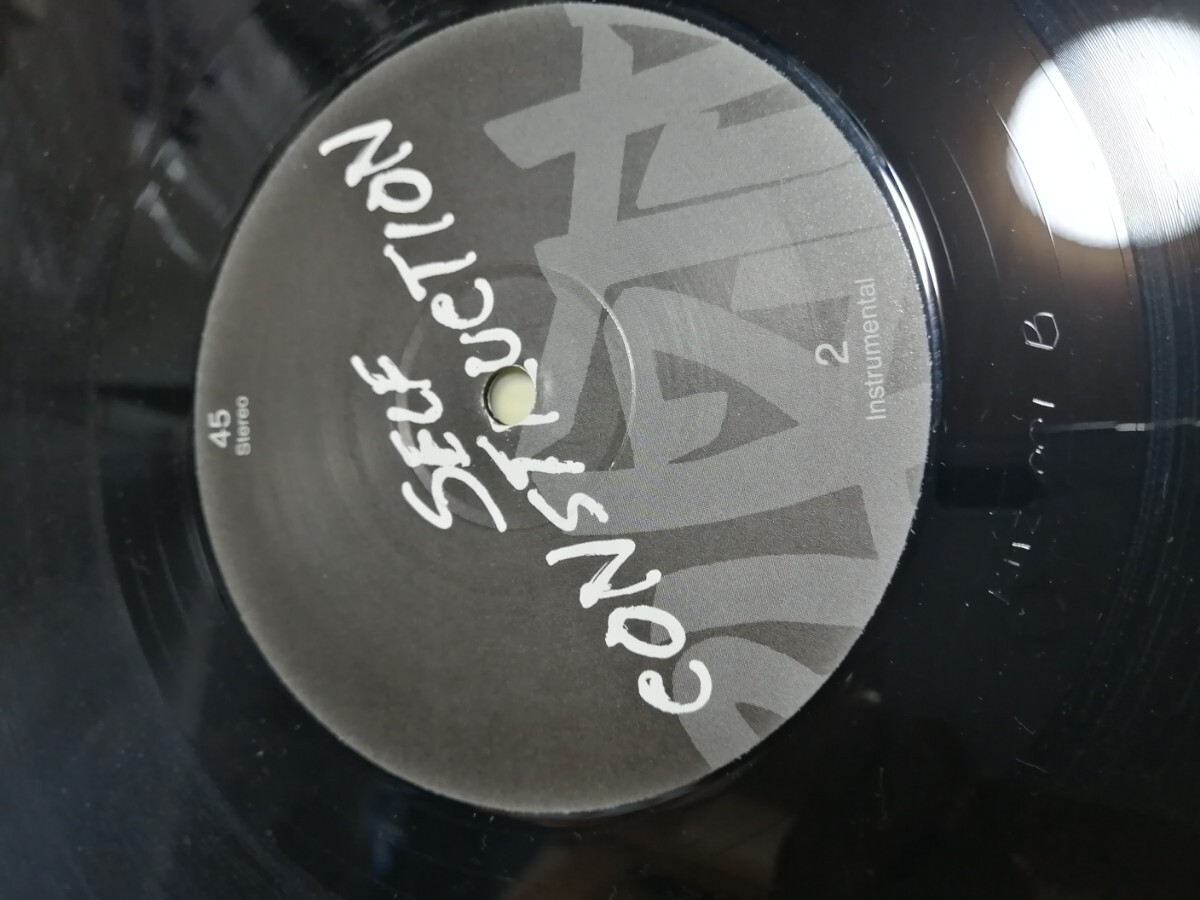 45
Stereo
SELF
CONSTRUCTION
2
Instrumental
B